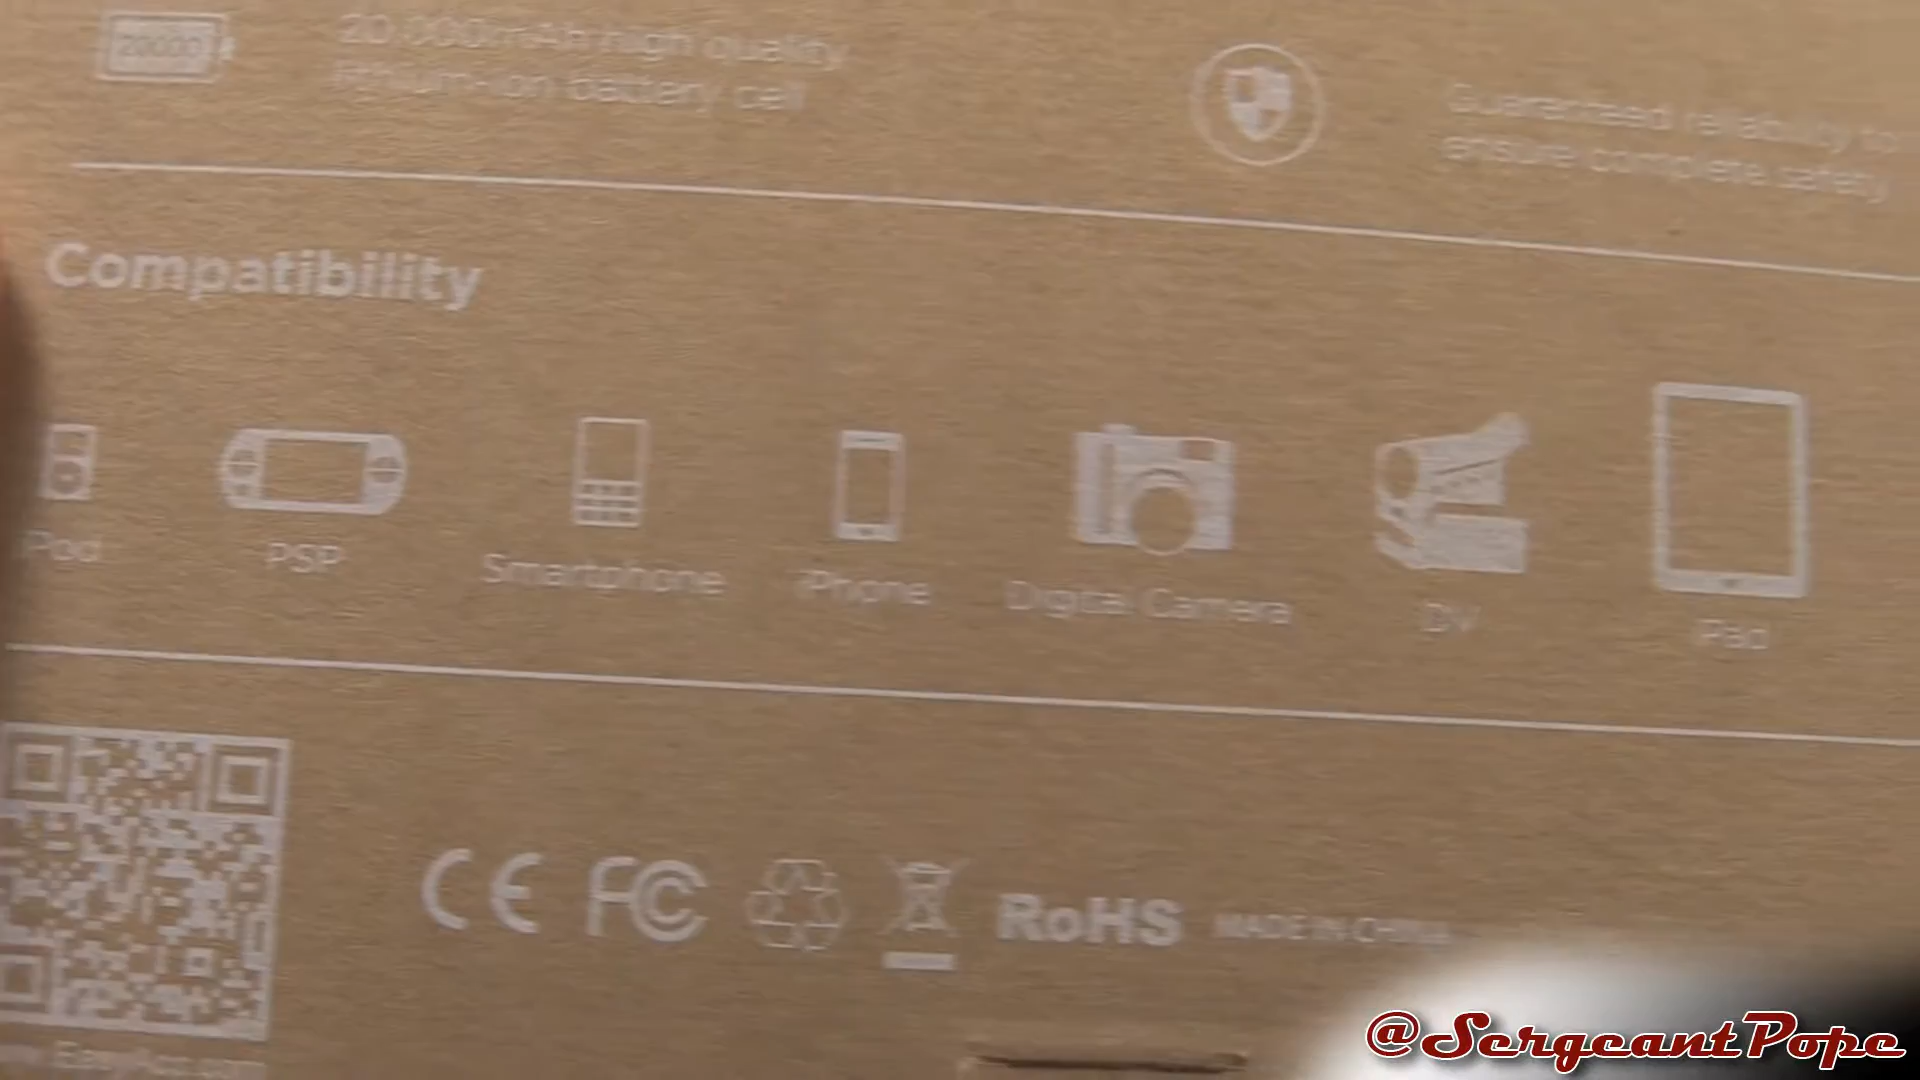 20000
20.000mAh high quality
lithium-ion battery cell
Guaranteed reliability to
ensure complete safety
Compatibility
iPod
PSP
Smartphone
iPhone
Digital Camera
DV
iPad
CE FC RoHS MADE IN CHINA
@SergeantPope